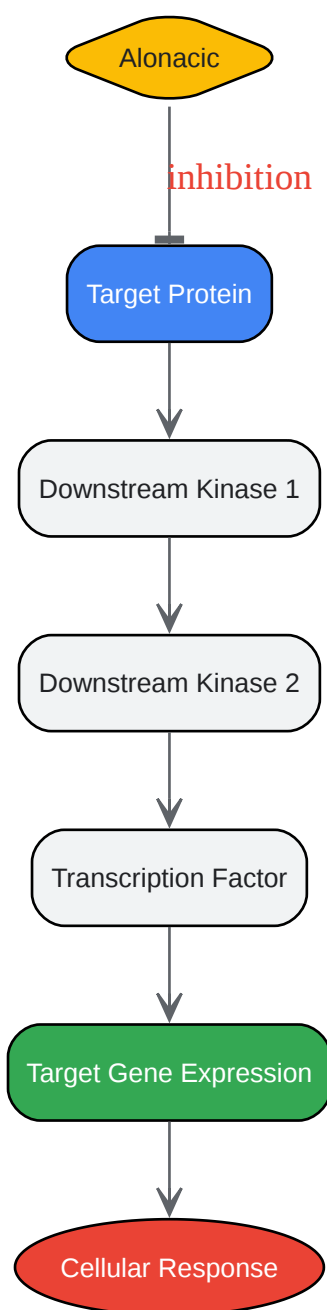 Alonacic
inhibition
Target Protein
Downstream Kinase 1
Downstream Kinase 2
Transcription Factor
Target Gene Expression
Cellular Response